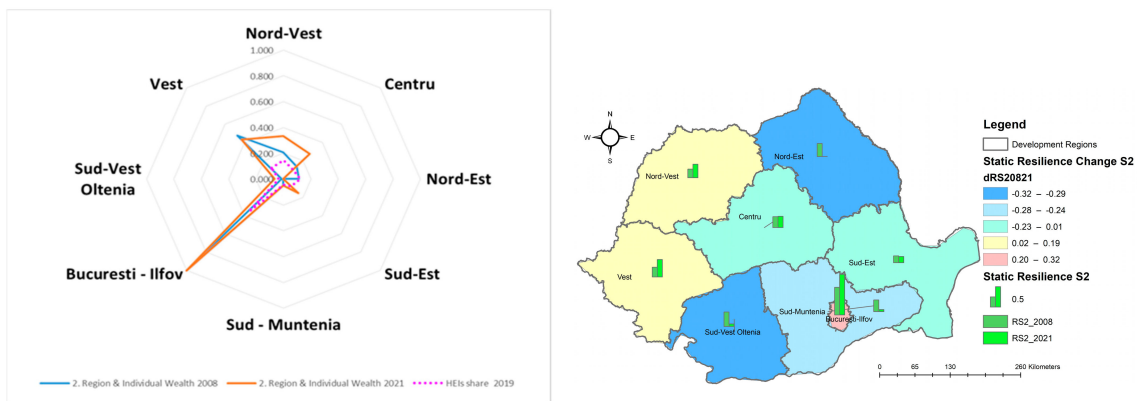 Nord-Vest
1.000
0.800
0.600
0.400
0.200
0.000
Centru
Nord-Est
Sud-Est
Sud - Muntenia
Bucuresti - Ilfov
Sud-Vest
Oltenia
Vest
2. Region & Individual Wealth 2008
2. Region & Individual Wealth 2021
HEIs share 2019
N
W E
S
Nord-Est
Nord-Vest
Centru
Vest
Sud-Est
Sud-Muntenia
Bucuresti-Ilfov
Sud-Vest Oltenia
0 65 130 260 Kilometers
Legend
Development Regions
Static Resilience Change S2
dRS20821
-0.32 – -0.29
-0.28 – -0.24
-0.23 – 0.01
0.02 – 0.19
0.20 – 0.32
Static Resilience S2
0.5
RS2_2008
RS2_2021